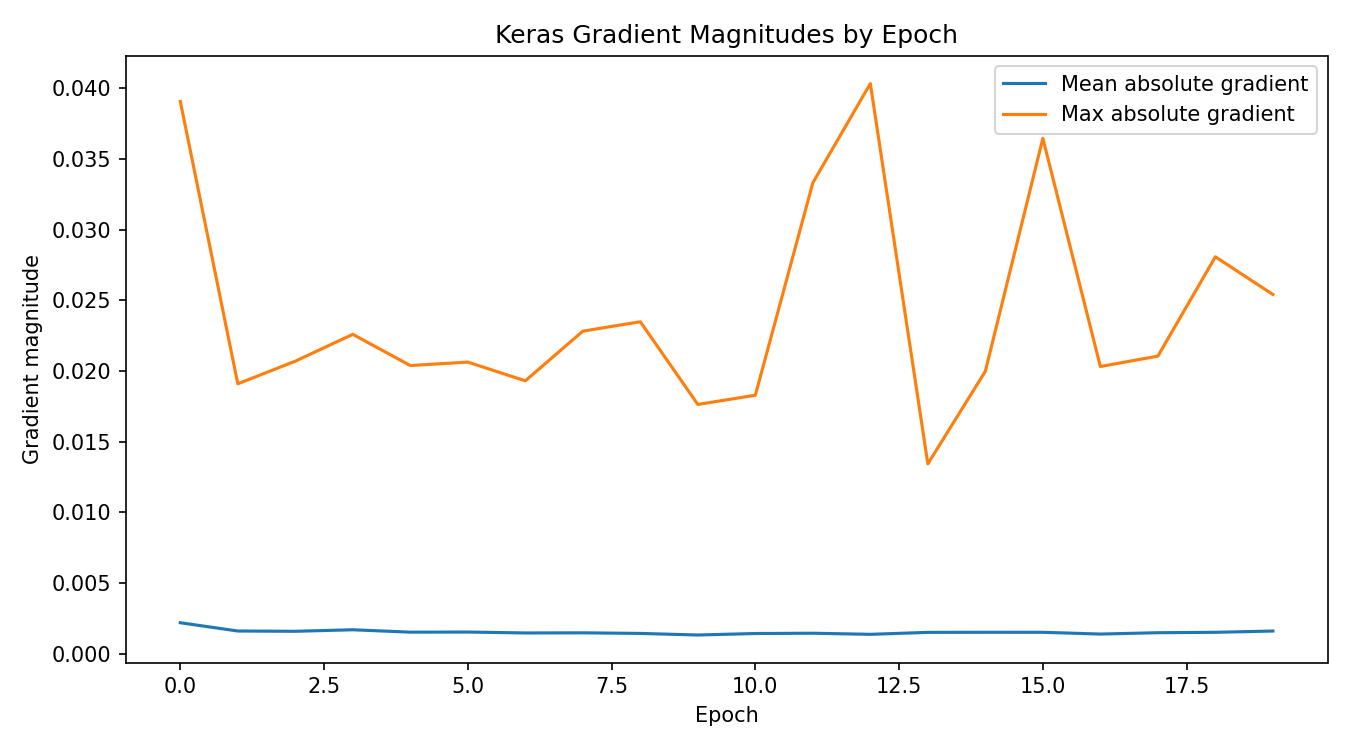 Keras Gradient Magnitudes by Epoch
Mean absolute gradient
Max absolute gradient
Gradient magnitude
0.040
0.035
0.030
0.025
0.020
0.015
0.010
0.005
0.000
0.0 2.5 5.0 7.5 10.0 12.5 15.0 17.5
Epoch